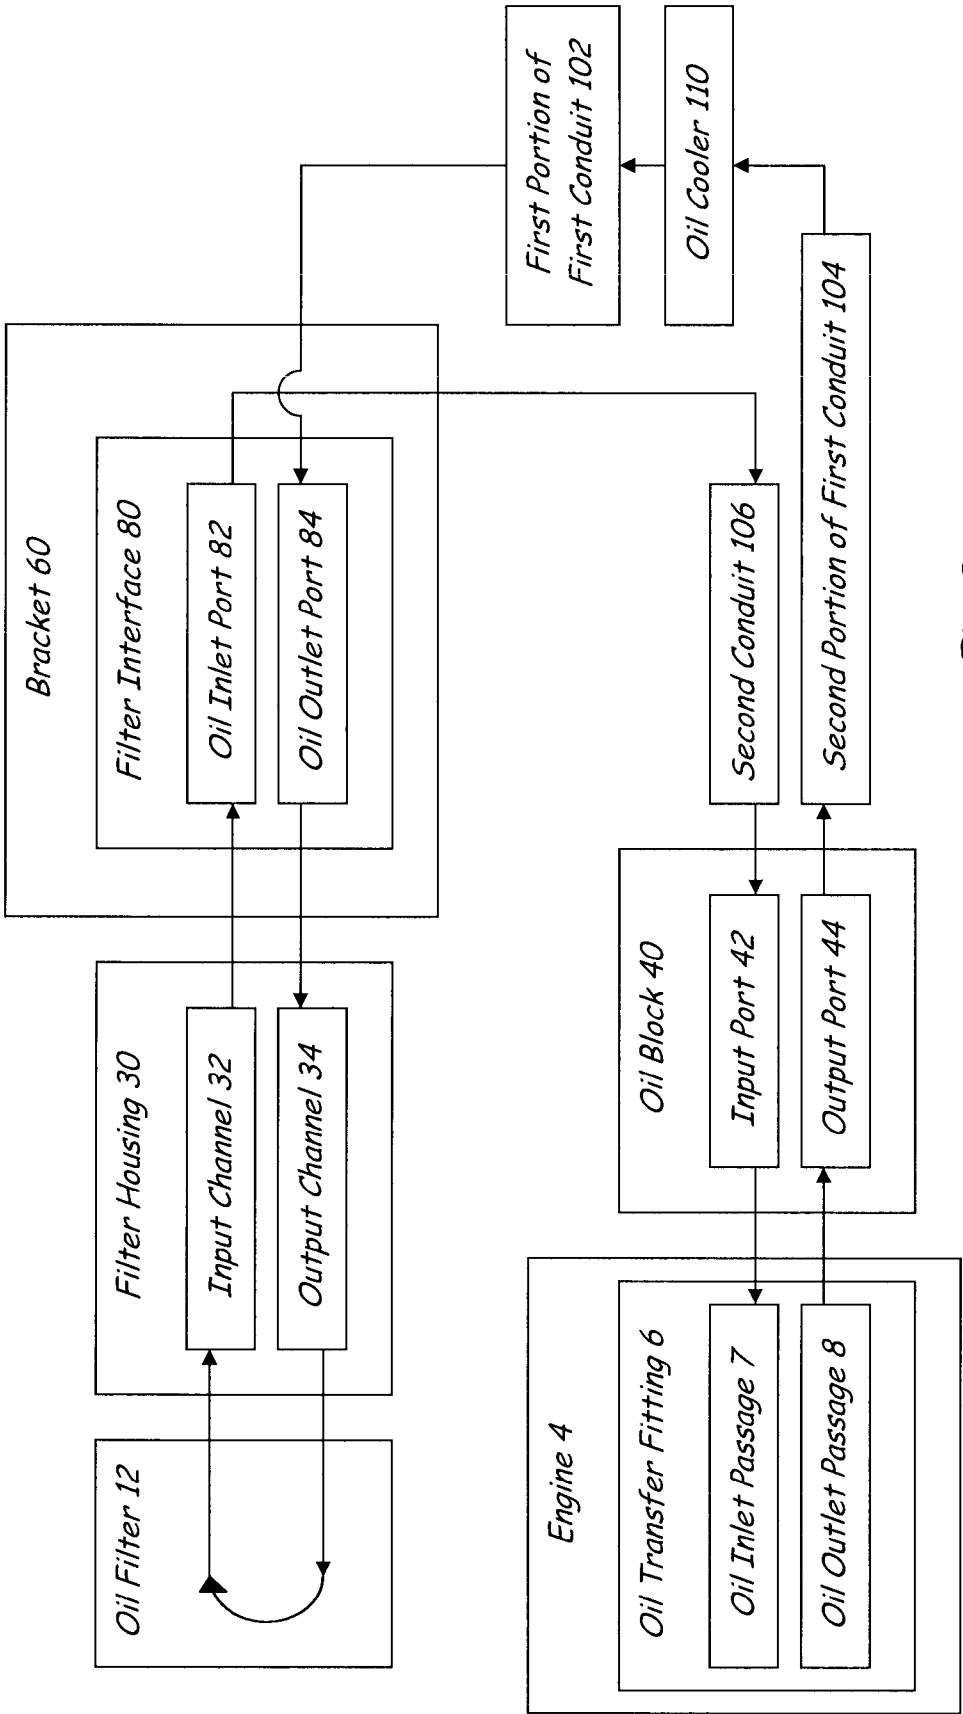 Oil Filter 12
Filter Housing 30
Input Channel 32
Output Channel 34
Bracket 60
Filter Interface 80
Oil Inlet Port 82
Oil Outlet Port 84
First Portion of
First Conduit 102
Oil Cooler 110
Engine 4
Oil Transfer Fitting 6
Oil Inlet Passage 7
Oil Outlet Passage 8
Oil Block 40
Input Port 42
Output Port 44
Second Conduit 106
Second Portion of First Conduit 104